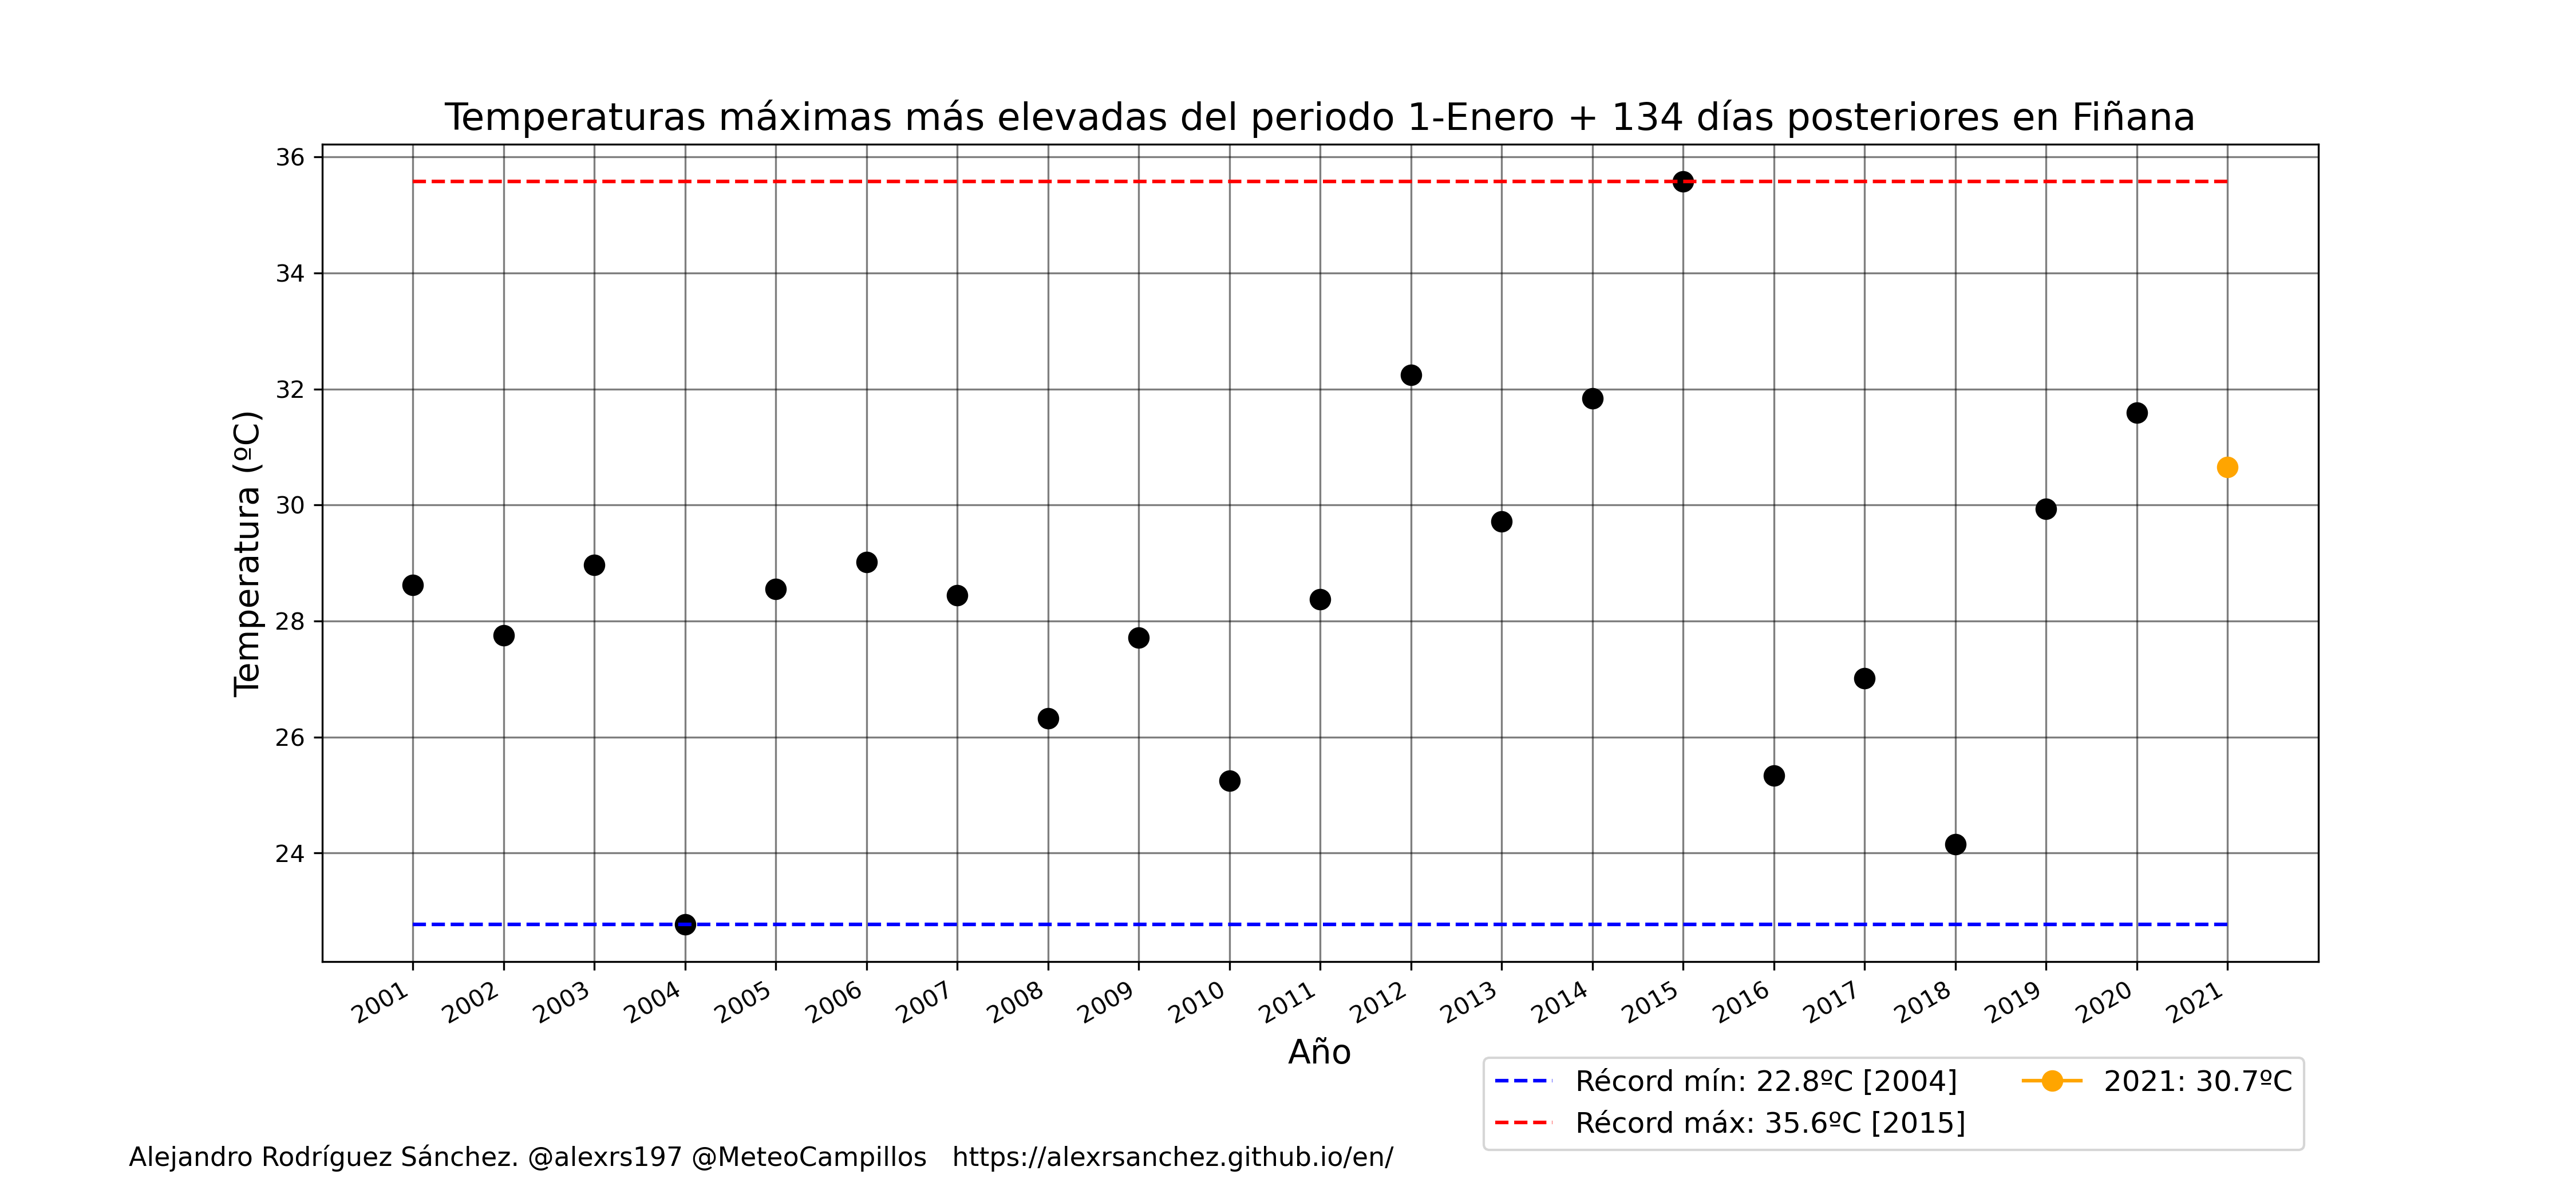 Temperaturas máximas más elevadas del periodo 1-Enero + 134 días posteriores en Fiñana
36
34
32
30
28
26
24
Temperatura (ºC)
2001 2002 2003 2004 2005 2006 2007 2008 2009 2010 2011 2012 2013 2014 2015 2016 2017 2018 2019 2020 2021
Año
Récord mín: 22.8ºC [2004]
Récord máx: 35.6ºC [2015]
2021: 30.7ºC
Alejandro Rodríguez Sánchez. @alexrs197 @MeteoCampillos https://alexrsanchez.github.io/en/